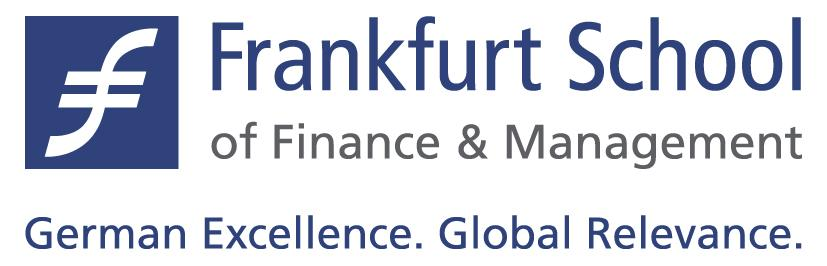 Frankfurt School
of Finance & Management
German Excellence. Global Relevance.